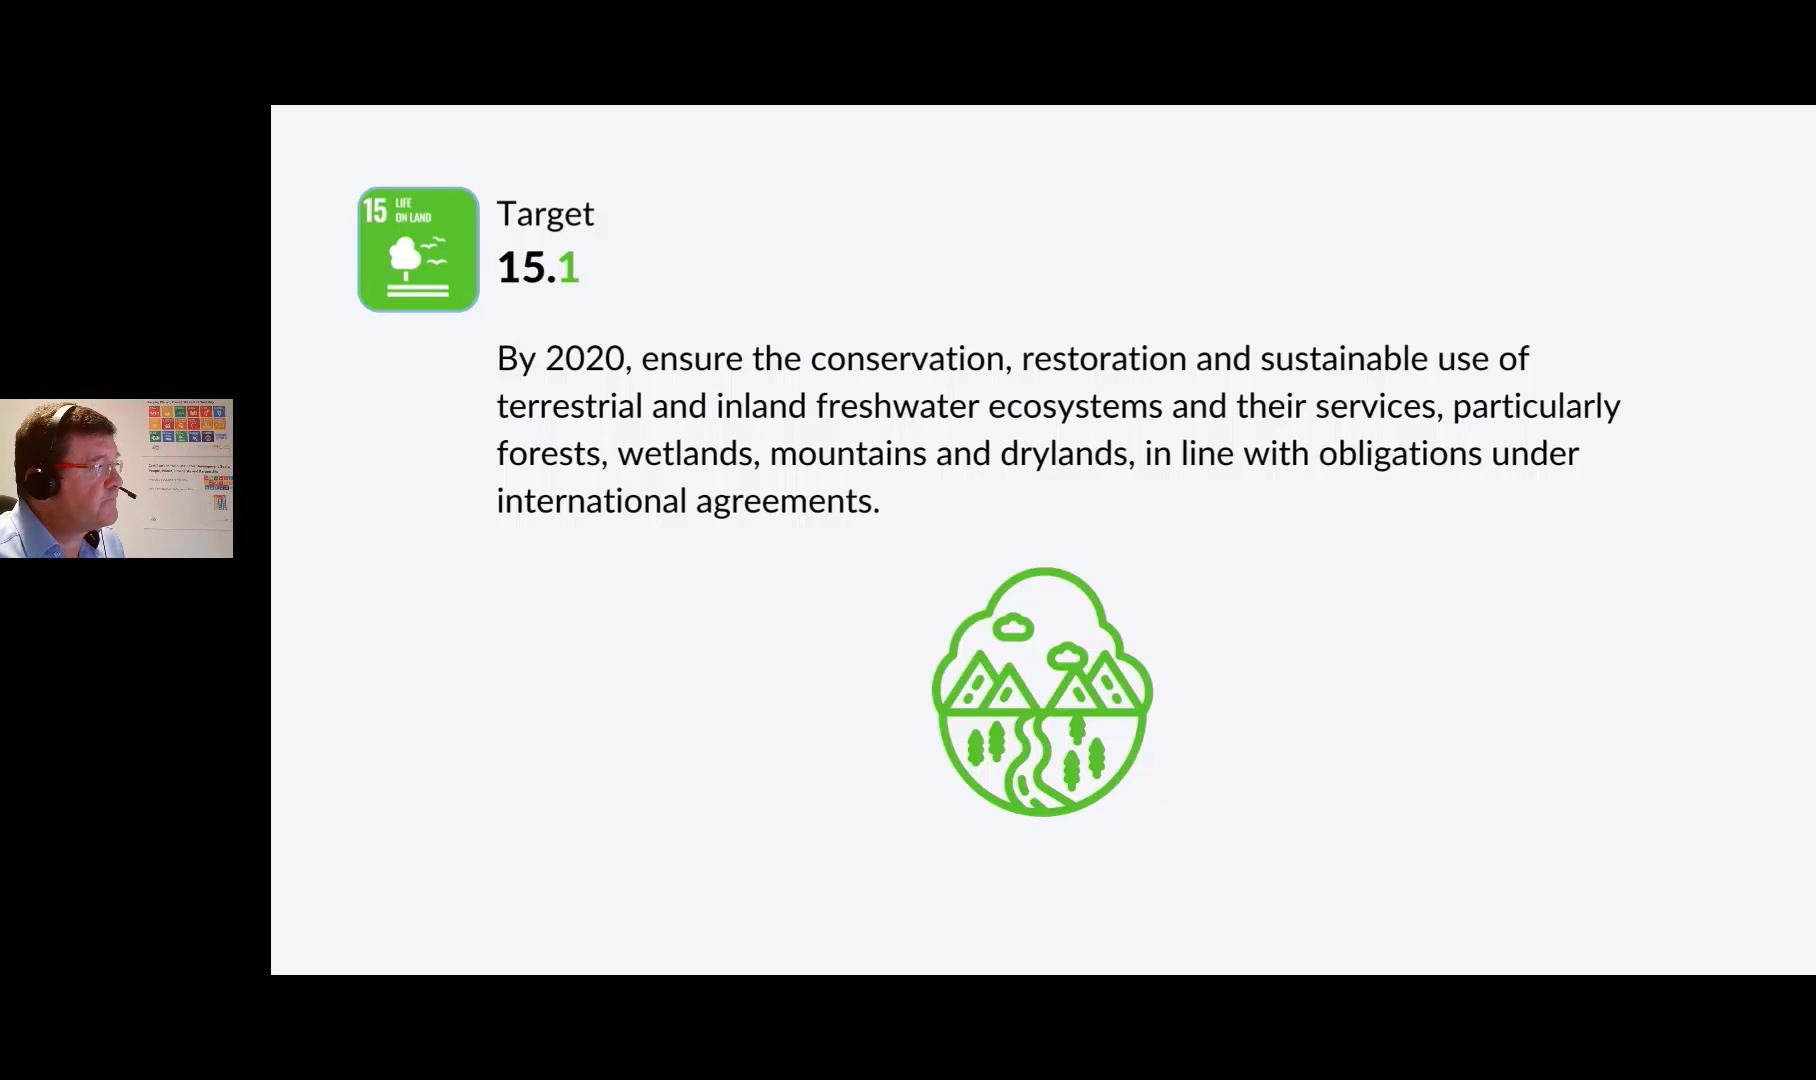 15 LIFE
ON LAND
Target
15.1
By 2020, ensure the conservation, restoration and sustainable use of
terrestrial and inland freshwater ecosystems and their services, particularly
forests, wetlands, mountains and drylands, in line with obligations under
international agreements.